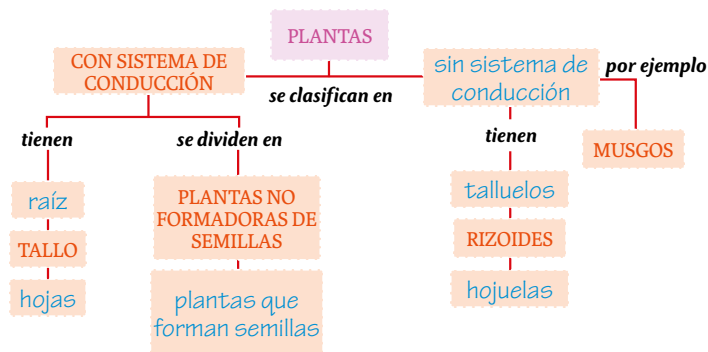 PLANTAS
CON SISTEMA DE
CONDUCCIÓN
se clasifican en
sin sistema de
conducción
por ejemplo
tienen
se dividen en
tienen
MUSGOS
raíz
TALLO
hojas
PLANTAS NO
FORMADORAS DE
SEMILLAS
plantas que
forman semillas
talluelos
RIZOIDES
hojuelas